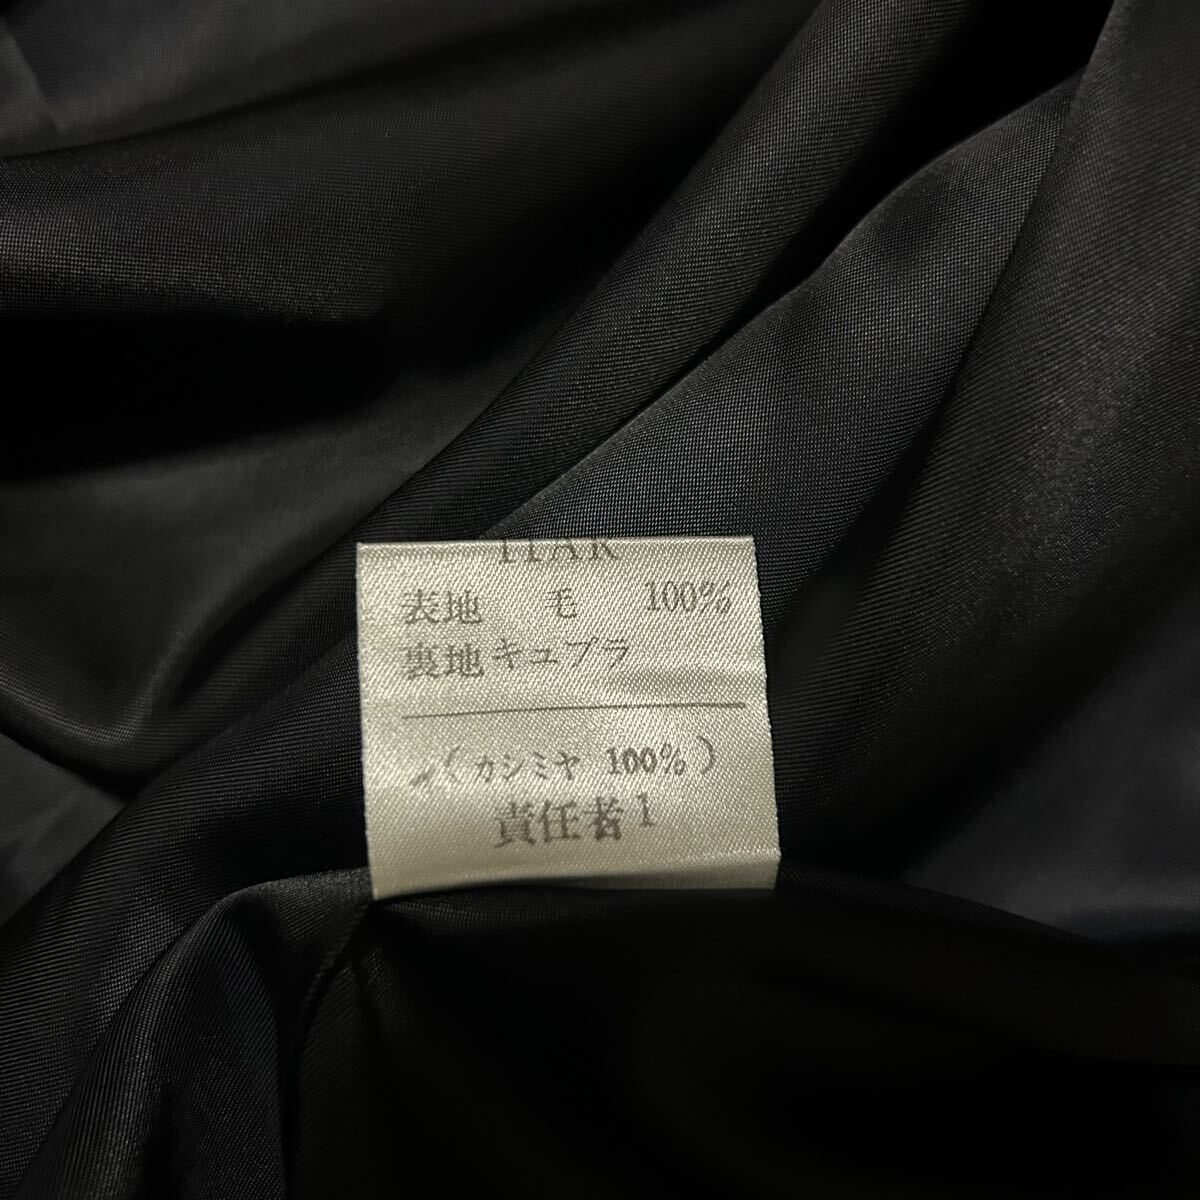 表地 毛 100%
裏地キュプラ
(カシミヤ 100%)
責任者1